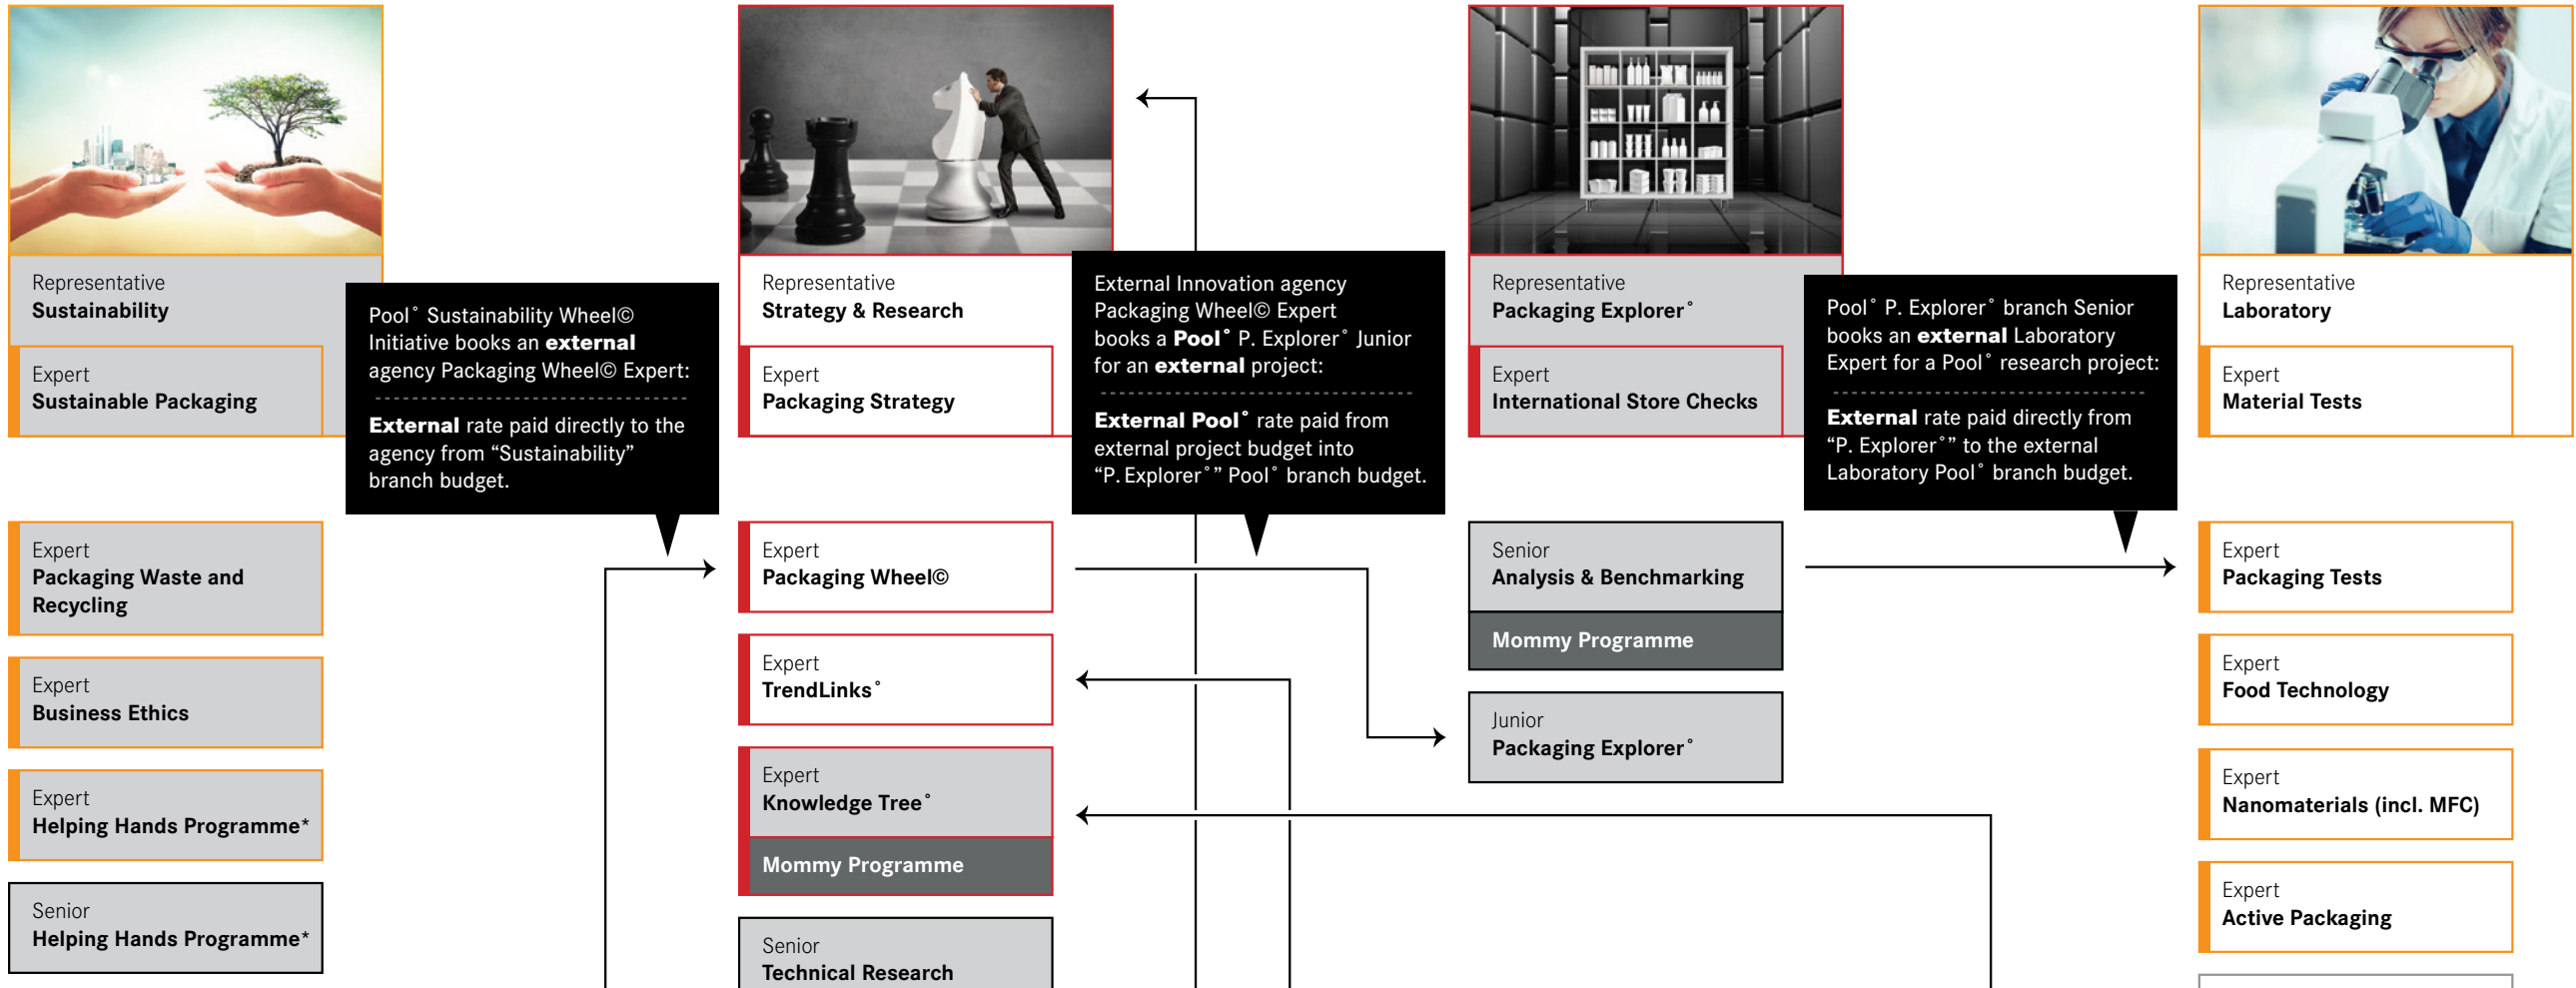 Representative
Sustainability
Expert
Sustainable Packaging
Pool° Sustainability Wheel©
Initiative books an external
agency Packaging Wheel© Expert:
External rate paid directly to the
agency from “Sustainability”
branch budget.
Representative
Strategy & Research
Expert
Packaging Strategy
External Innovation agency
Packaging Wheel© Expert
books a Pool° P. Explorer° Junior
for an external project:
External Pool° rate paid from
external project budget into
“P. Explorer°” Pool° branch budget.
Representative
Packaging Explorer°
Expert
International Store Checks
Pool° P. Explorer° branch Senior
books an external Laboratory
Expert for a Pool° research project:
External rate paid directly from
“P. Explorer°” to the external
Laboratory Pool° branch budget.
Representative
Laboratory
Expert
Material Tests
Expert
Packaging Waste and
Recycling
Expert
Business Ethics
Expert
Helping Hands Programme*
Senior
Helping Hands Programme*
Expert
Packaging Wheel©
Expert
TrendLinks°
Expert
Knowledge Tree°
Mommy Programme
Senior
Technical Research
Senior
Analysis & Benchmarking
Mommy Programme
Junior
Packaging Explorer°
Expert
Packaging Tests
Expert
Food Technology
Expert
Nanomaterials (incl. MFC)
Expert
Active Packaging